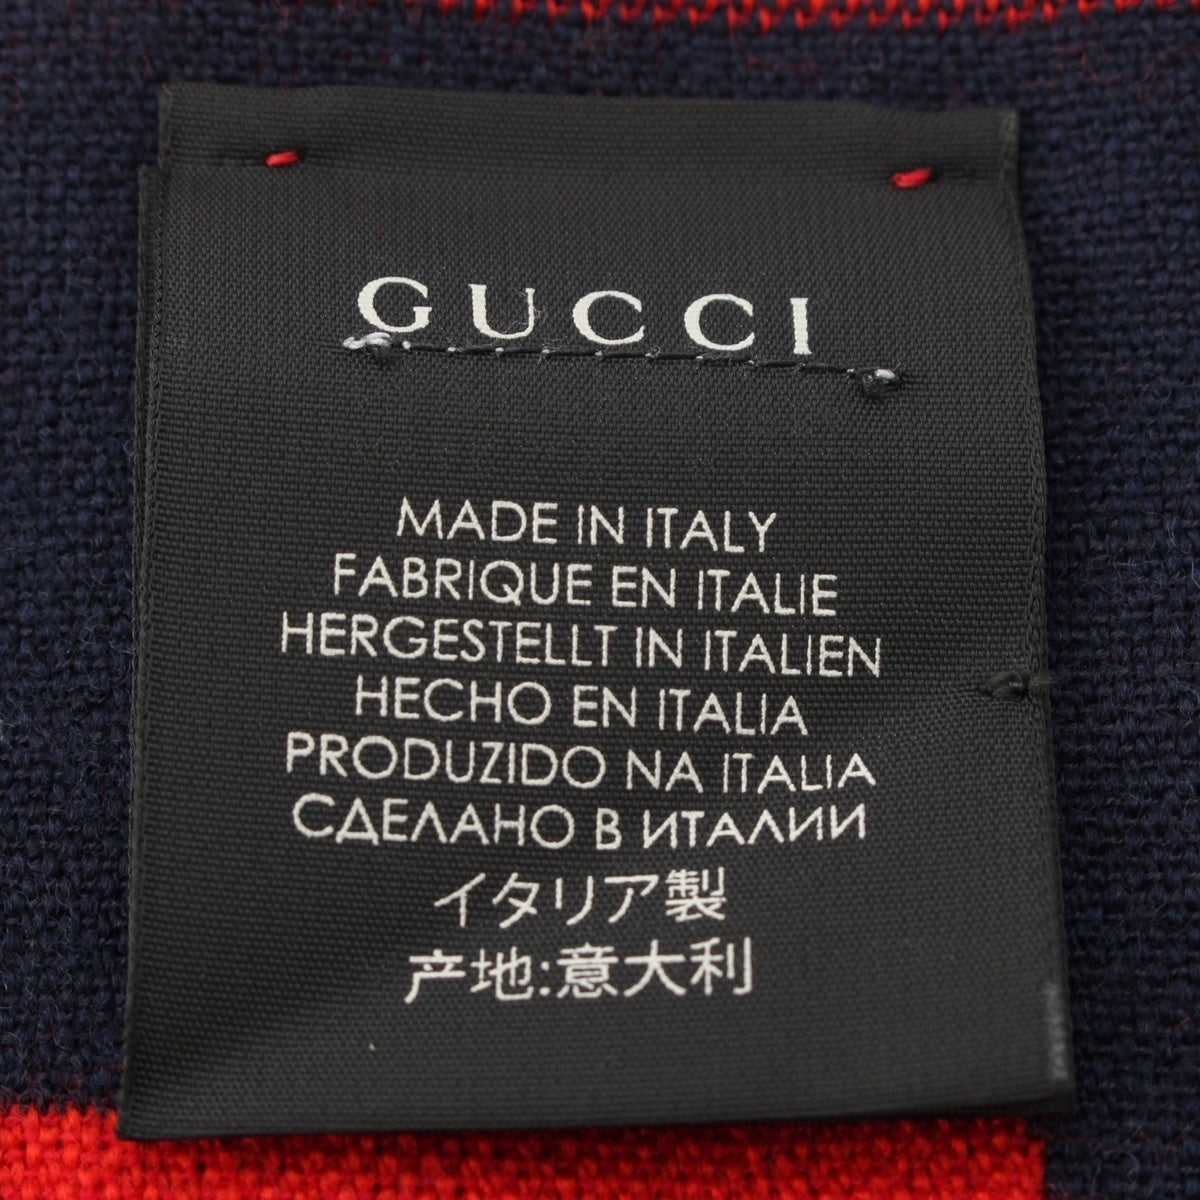 GUCCI
MADE IN ITALY
FABRIQUE EN ITALIE
HERGESTELLT IN ITALIEN
HECHO EN ITALIA
PRODUZIDO NA ITALIA
СДЕЛАНО В ИТАЛИИ
イタリア製
产地:意大利